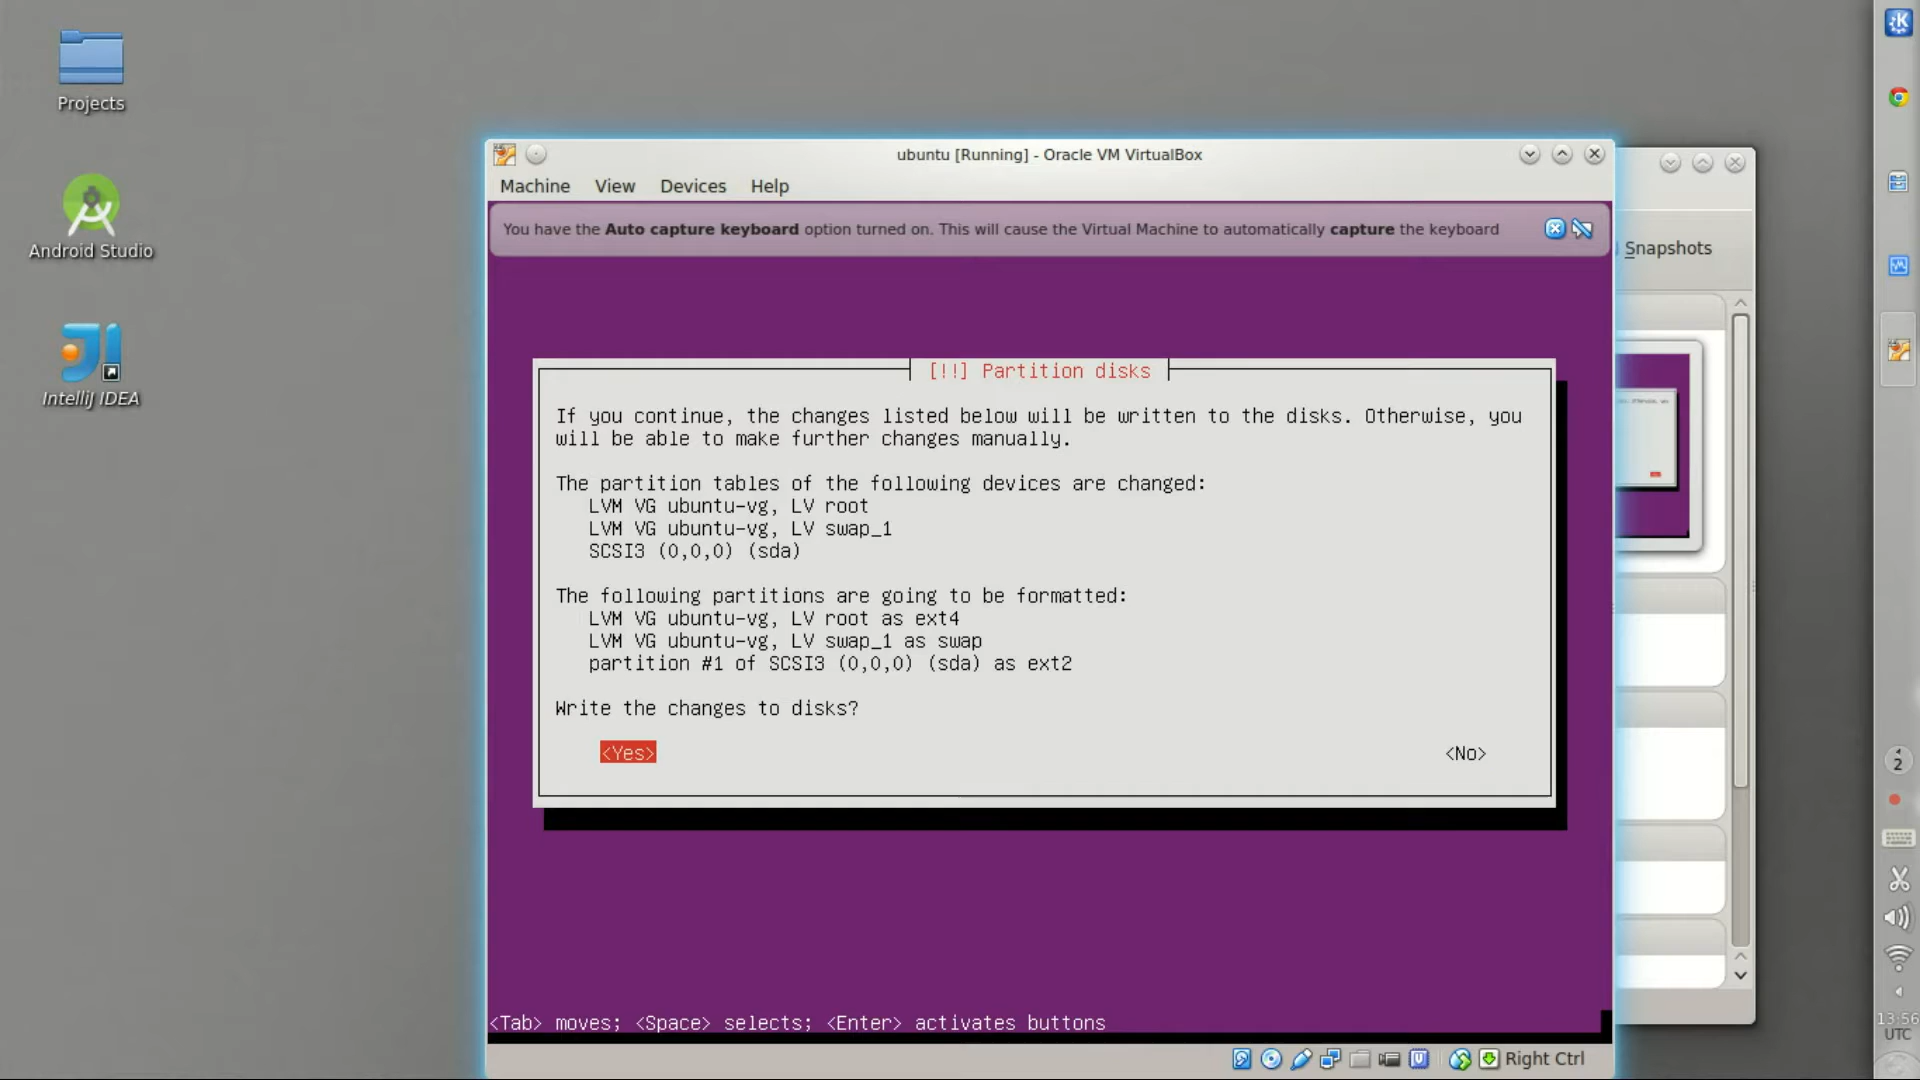 Projects
Android Studio
IntelliJ IDEA
ubuntu [Running] - Oracle VM VirtualBox
Machine View Devices Help
You have the Auto capture keyboard option turned on. This will cause the Virtual Machine to automatically capture the keyboard
Snapshots
[!!] Partition disks
If you continue, the changes listed below will be written to the disks. Otherwise, you
will be able to make further changes manually.
The partition tables of the following devices are changed:
LVM VG ubuntu-vg, LV root
LVM VG ubuntu-vg, LV swap_1
SCSI3 (0,0,0) (sda)
The following partitions are going to be formatted:
LVM VG ubuntu-vg, LV root as ext4
LVM VG ubuntu-vg, LV swap_1 as swap
partition #1 of SCSI3 (0,0,0) (sda) as ext2
Write the changes to disks?
<Yes> <No>
<Tab> moves; <Space> selects; <Enter> activates buttons
Right Ctrl
2
13:56
UTC